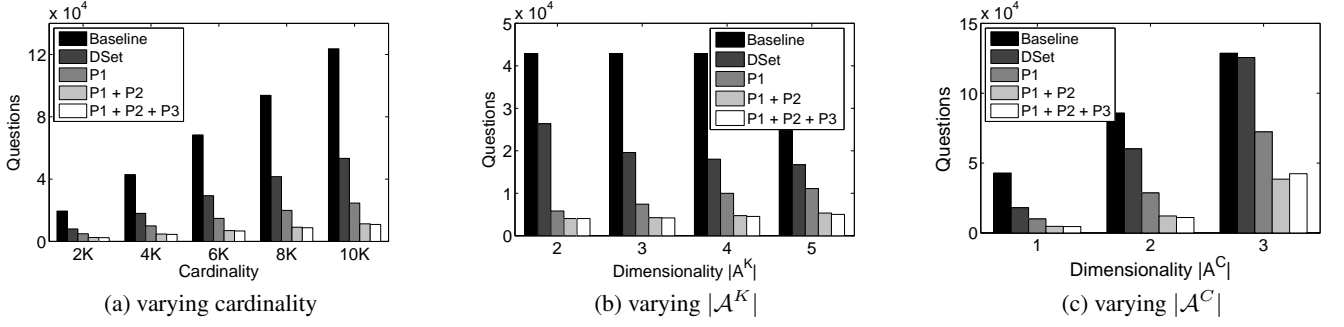 x 10^4
12
8
4
0
Questions
Baseline
DSet
P1
P1 + P2
P1 + P2 + P3
2K 4K 6K 8K 10K
Cardinality
(a) varying cardinality
x 10^4
5
4
3
2
1
0
Questions
Baseline
DSet
P1
P1 + P2
P1 + P2 + P3
2 3 4 5
Dimensionality |A^K|
(b) varying |𝒜^K|
x 10^4
15
10
5
0
Questions
Baseline
DSet
P1
P1 + P2
P1 + P2 + P3
1 2 3
Dimensionality |A^C|
(c) varying |𝒜^C|